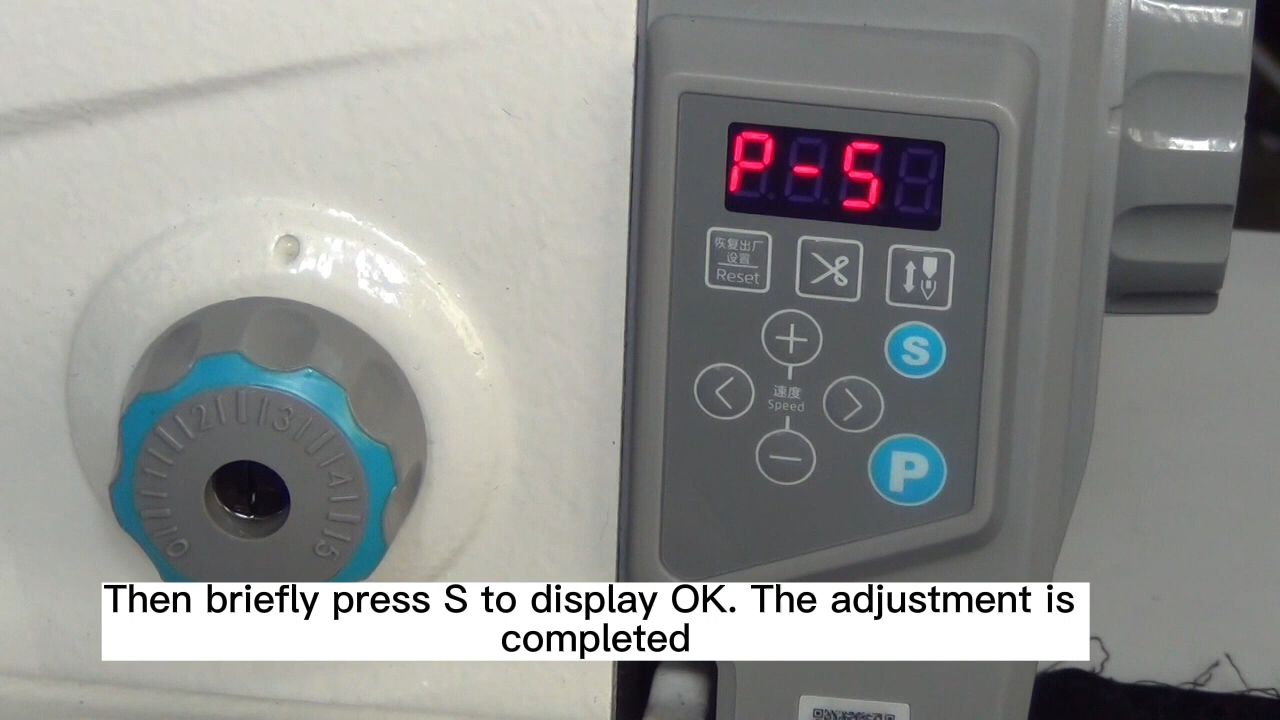 P-5
恢复出厂
设置
Reset
S
速度
Speed
P
0 1 2 3 4 5
Then briefly press S to display OK. The adjustment is
completed